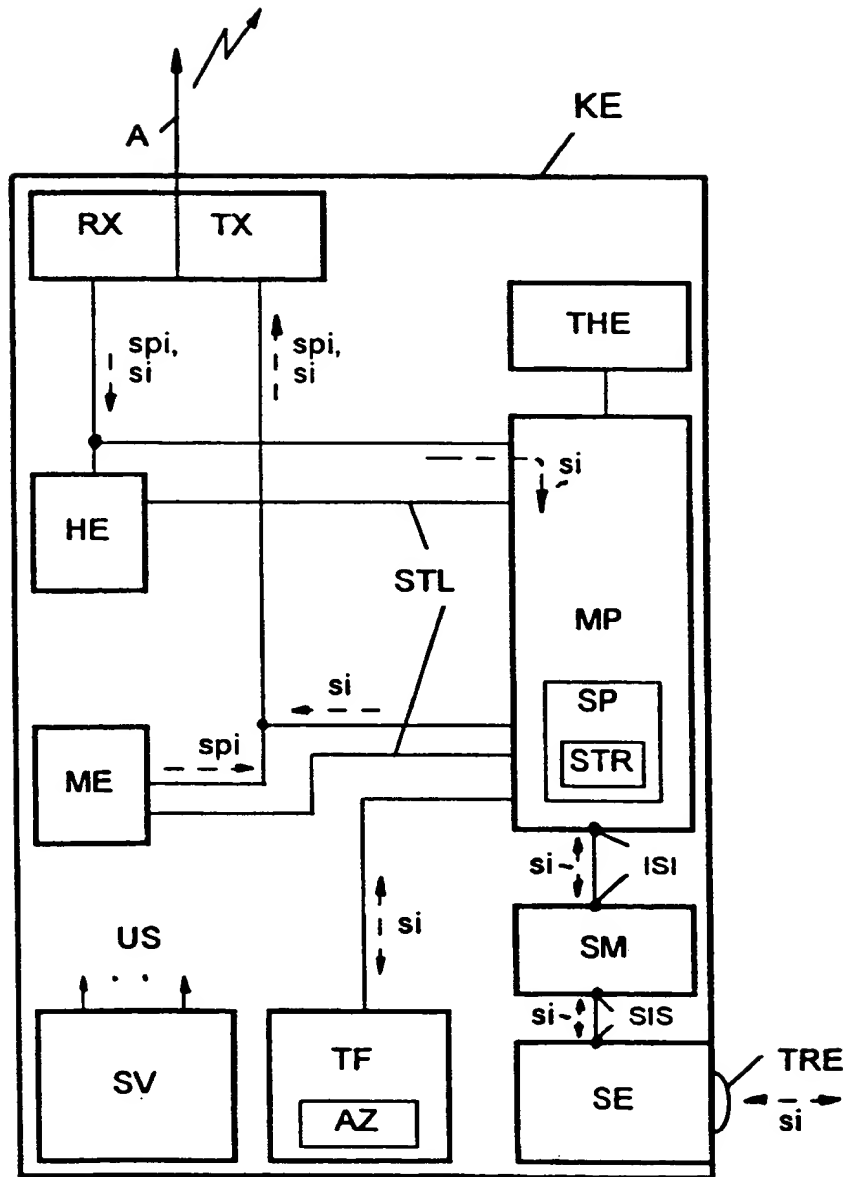 KE
A
RX TX
THE
spi,
si
spi,
si
si
HE
STL
MP
si
SP
STR
spi
ME
si
ISI
si
US
SM
si
SIS
SV
TF
AZ
SE
TRE
si